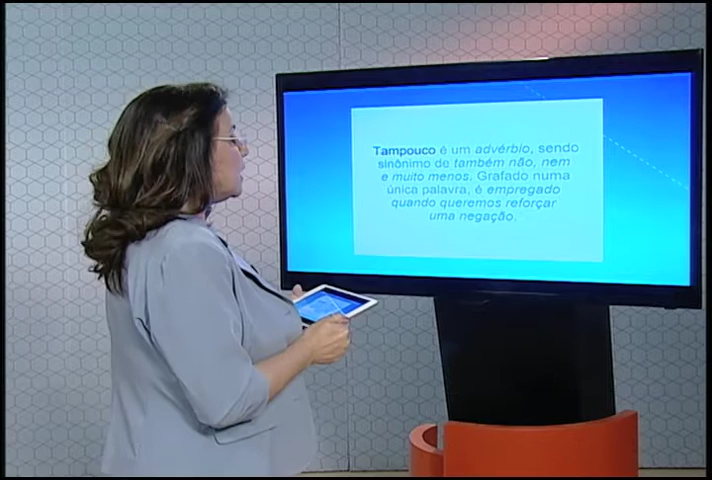 Tampouco é um advérbio, sendo
sinônimo de também não, nem
e muito menos. Grafado numa
única palavra, é empregado
quando queremos reforçar
uma negação.